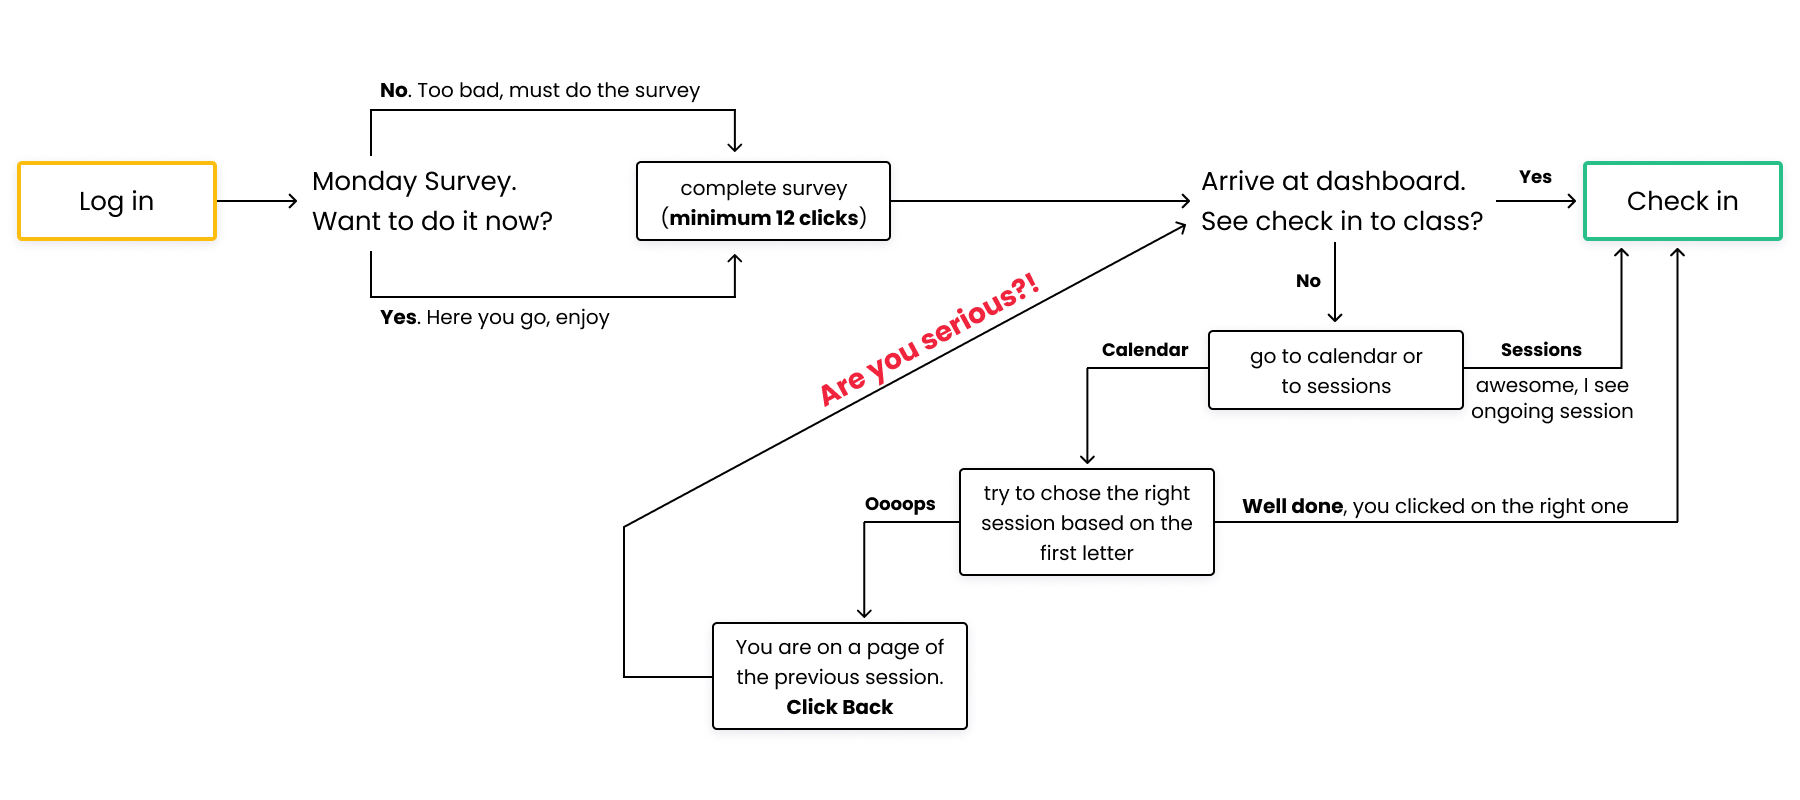 No. Too bad, must do the survey
Log in
Monday Survey.
Want to do it now?
complete survey
(minimum 12 clicks)
Arrive at dashboard.
See check in to class?
Yes
Check in
Yes. Here you go, enjoy
No
Are you serious?!
Calendar
go to calendar or
to sessions
Sessions
awesome, I see
ongoing session
Oooops
try to chose the right
session based on the
first letter
Well done, you clicked on the right one
You are on a page of
the previous session.
Click Back